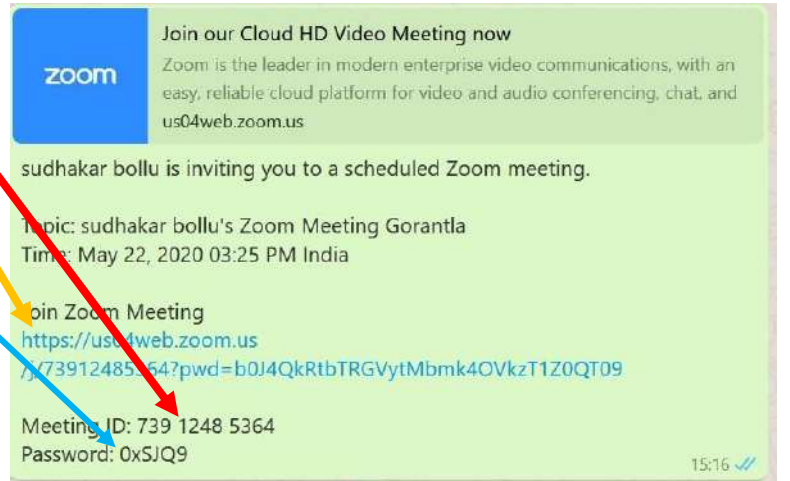 zoom
Join our Cloud HD Video Meeting now
Zoom is the leader in modern enterprise video communications, with an
easy, reliable cloud platform for video and audio conferencing, chat, and
us04web.zoom.us
sudhakar bollu is inviting you to a scheduled Zoom meeting.
Topic: sudhakar bollu's Zoom Meeting Gorantla
Time: May 22, 2020 03:25 PM India
Join Zoom Meeting
https://us04web.zoom.us
/j/73912485364?pwd=b0J4QkRtbTRGVytMbmk4OVkzT1Z0QT09
Meeting ID: 739 1248 5364
Password: 0xSJQ9
15:16